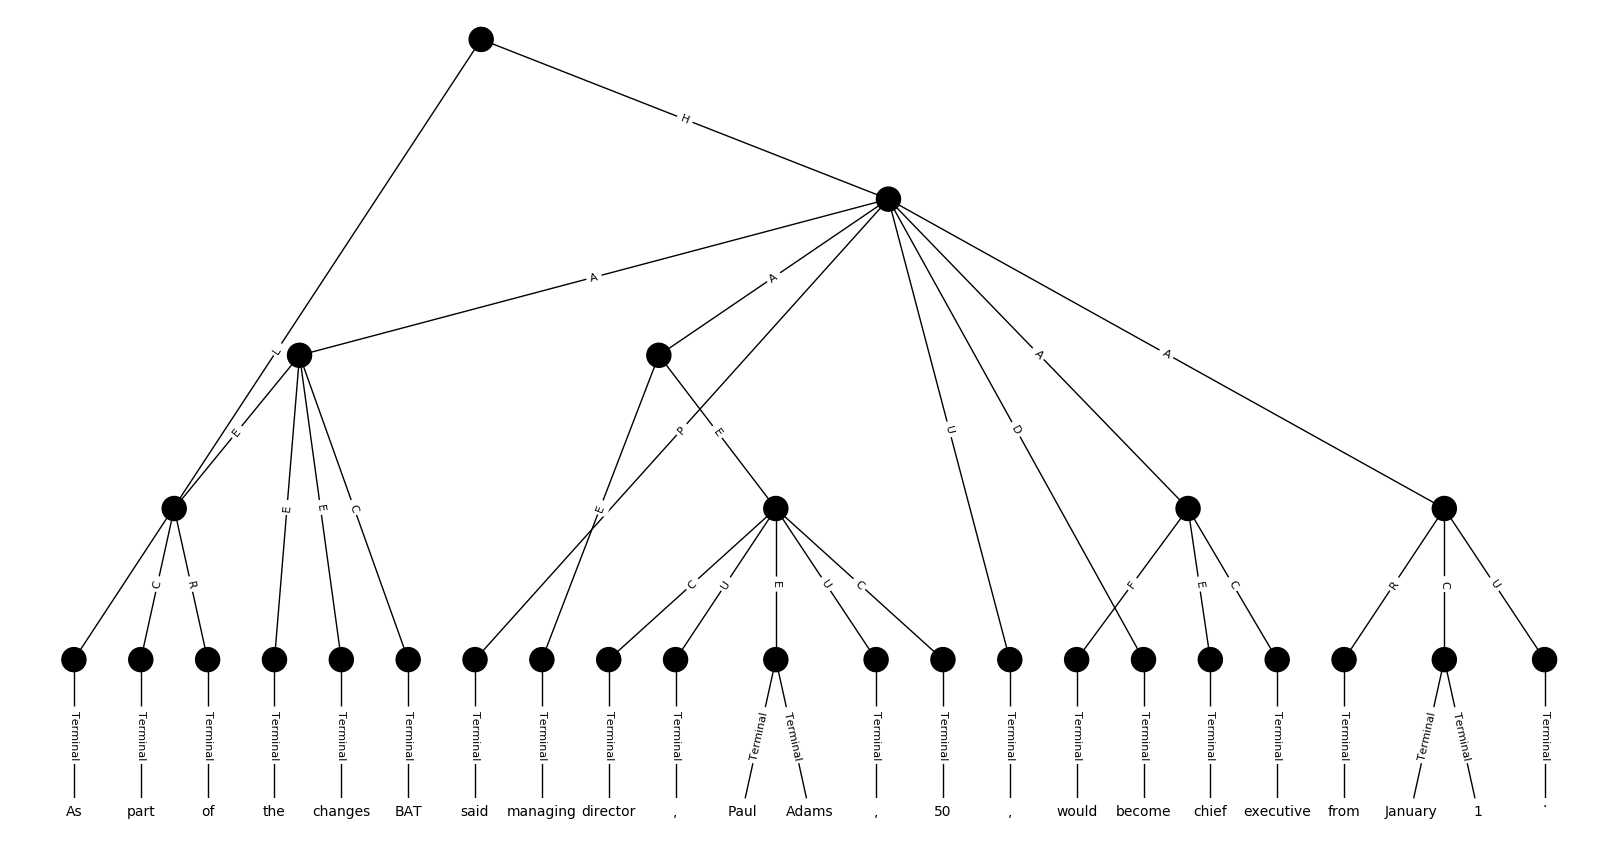 H
A A
L A A
E P E U D
E E C E
C R C U E U C F E C R C U
Terminal Terminal Terminal Terminal Terminal Terminal Terminal Terminal Terminal Terminal Terminal Terminal Terminal Terminal Terminal Terminal Terminal Terminal Terminal Terminal Terminal Terminal Terminal
As part of the changes BAT said managing director , Paul Adams , 50 , would become chief executive from January 1 .